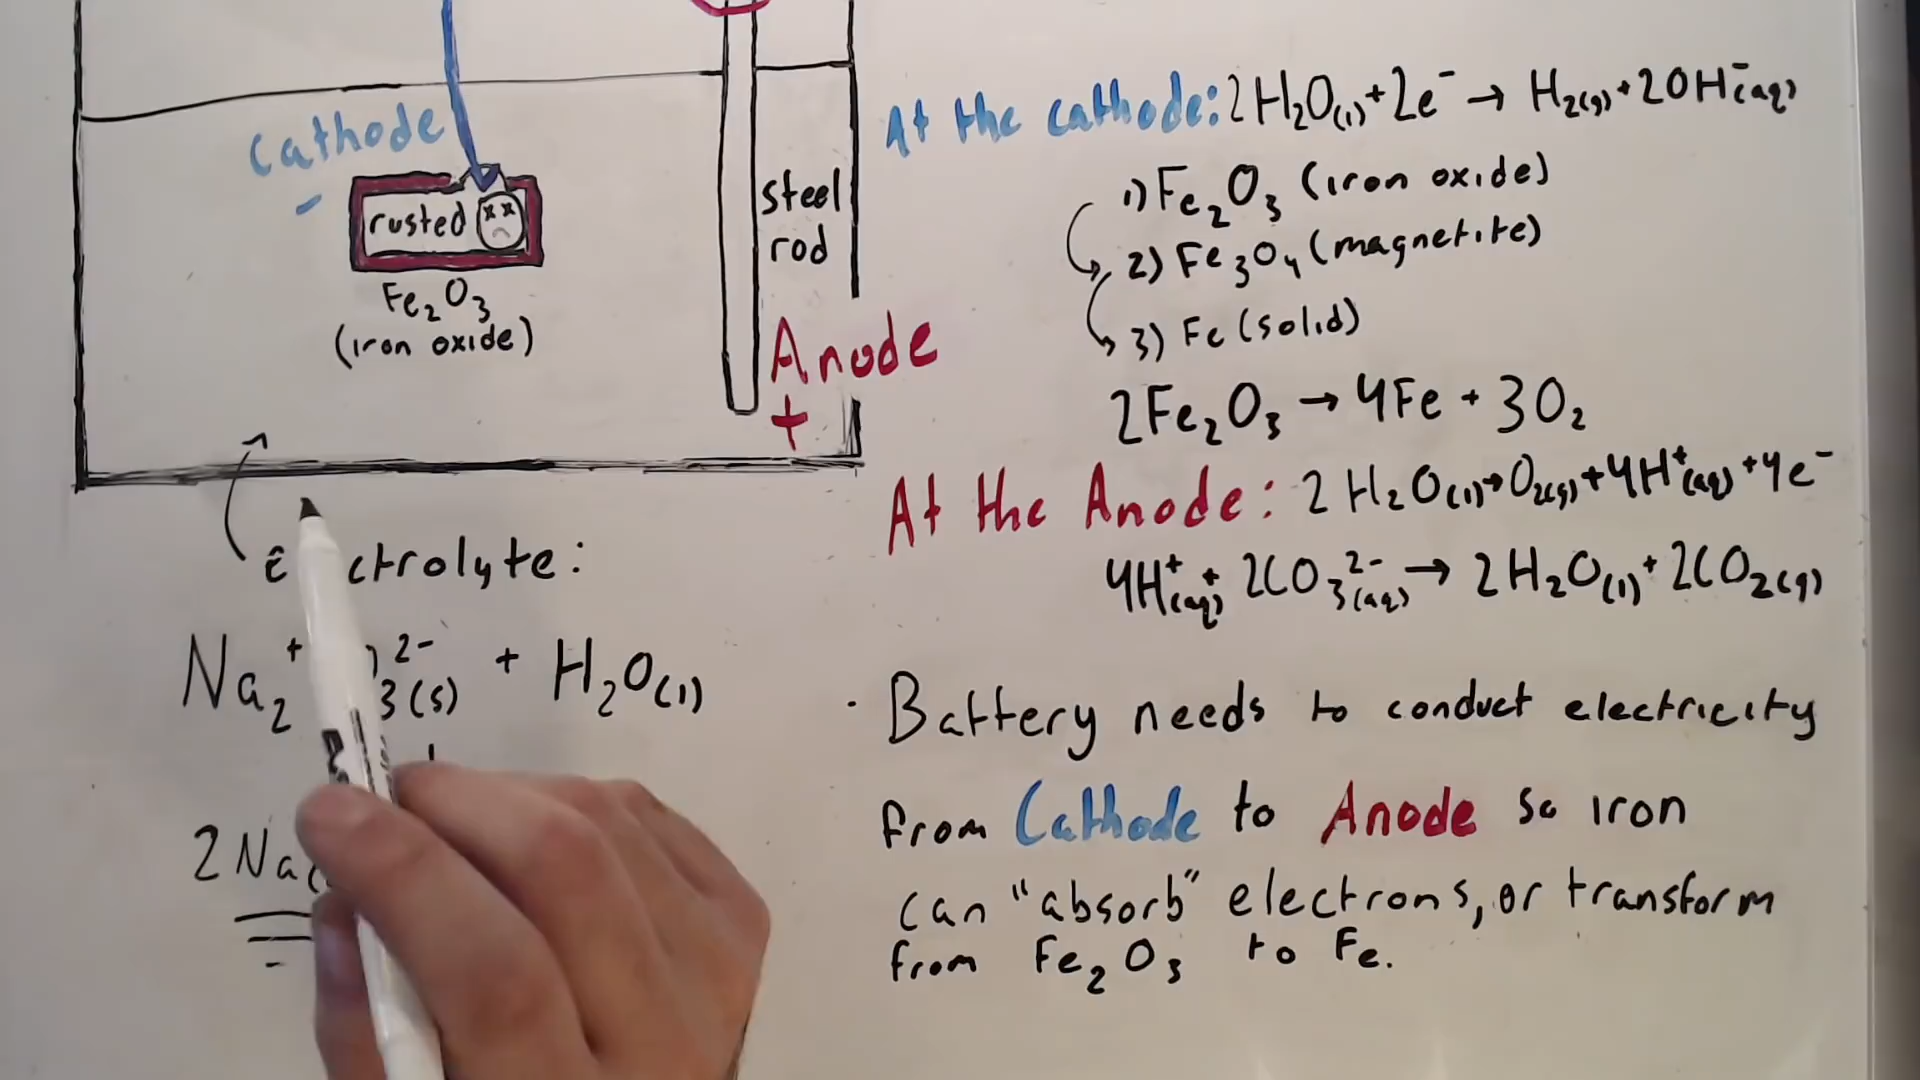 cathode
-
rusted
Fe₂O₃
(iron oxide)
steel
rod
Anode
+
:
Na₂⁺ ²⁻ ₃(s) + H₂O(l)
2Na
At the cathode: 2H₂O(l) + 2e⁻ → H₂(g) + 2OH⁻(aq)
1) Fe₂O₃ (iron oxide)
2) Fe₃O₄ (magnetite)
3) Fe (solid)
2Fe₂O₃ → 4Fe + 3O₂
At the Anode: 2H₂O(l) → O₂(g) + 4H⁺(aq) + 4e⁻
4H⁺(aq) + 2CO₃²⁻(aq) → 2H₂O(l) + 2CO₂(g)
· Battery needs to conduct electricity
from Cathode to Anode so iron
can "absorb" electrons, or transform
from Fe₂O₃ to Fe.